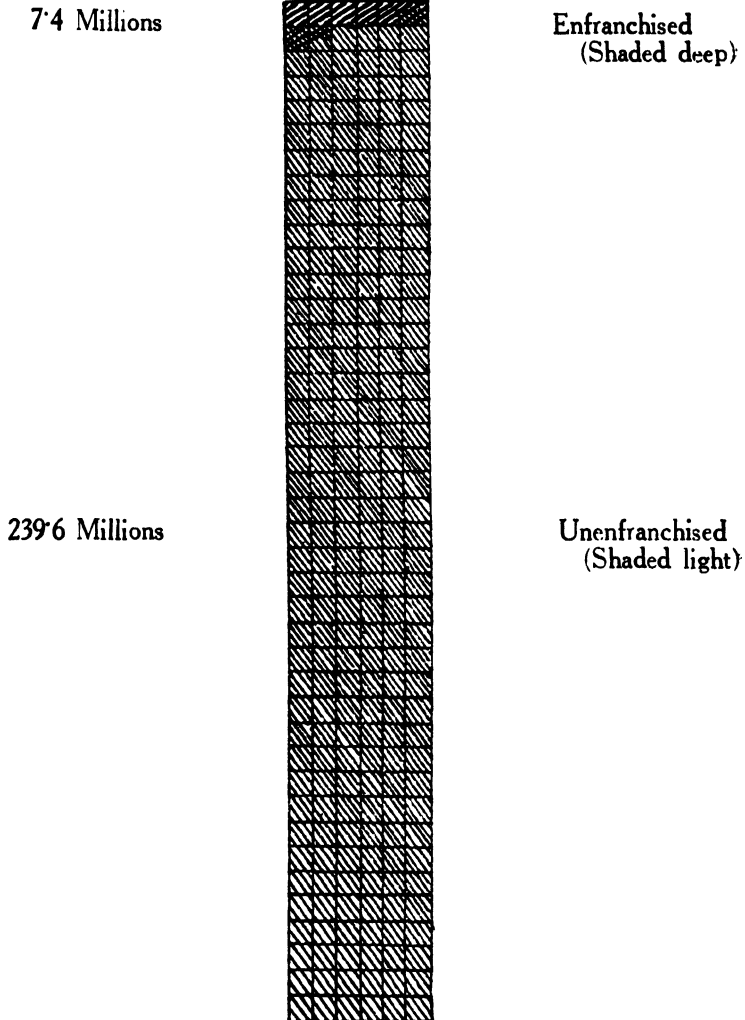 7·4 Millions
Enfranchised
(Shaded deep)
239·6 Millions
Unenfranchised
(Shaded light)